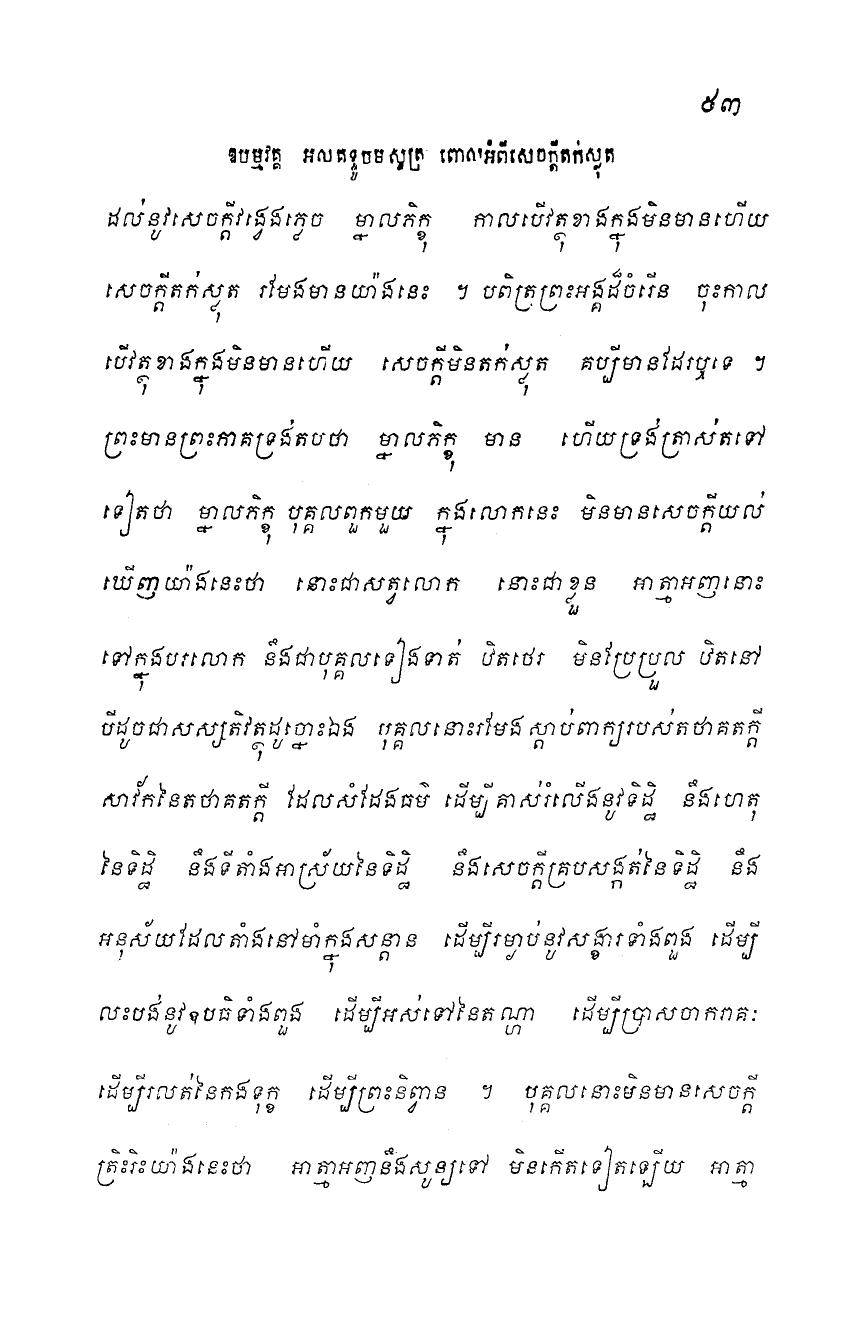 ៥៣
ឱបម្មវគ្គ អលគទ្ទូបមសូត្រ ពោលអំពីសេចក្តីតក់ស្លុត
ដល់នូវសេចក្តីវង្វេងភ្លេច ម្នាលភិក្ខុ កាលបើវត្ថុខាងក្នុងមិនមានហើយ
សេចក្តីតក់ស្លុត រមែងមានយ៉ាងនេះ ។ បពិត្រព្រះអង្គដ៏ចំរើន ចុះកាល
បើវត្ថុខាងក្នុងមិនមានហើយ សេចក្តីមិនតក់ស្លុត គប្បីមានដែរឬទេ ។
ព្រះមានព្រះភាគទ្រង់តបថា ម្នាលភិក្ខុ មាន ហើយទ្រង់ត្រាស់តទៅ
ទៀតថា ម្នាលភិក្ខុ បុគ្គលពួកមួយ ក្នុងលោកនេះ មិនមានសេចក្តីយល់
ឃើញយ៉ាងនេះថា នោះជាសត្វលោក នោះជាខ្លួន អាត្មាអញនោះ
ទៅក្នុងបរលោក នឹងជាបុគ្គលទៀងទាត់ ឋិតថេរ មិនប្រែប្រួល ឋិតនៅ
បីដូចជាសស្សតិវត្ថុដូច្នោះឯង បុគ្គលនោះរមែងស្តាប់ពាក្យរបស់តថាគតក្តី
សាវ័កនៃតថាគតក្តី ដែលសំដែងធម៌ ដើម្បីគាស់រំលើងនូវទិដ្ឋិ នឹងហេតុ
នៃទិដ្ឋិ នឹងទីតាំងអាស្រ័យនៃទិដ្ឋិ នឹងសេចក្តីគ្របសង្កត់នៃទិដ្ឋិ នឹង
អនុស័យដែលតាំងនៅមាំក្នុងសន្តាន ដើម្បីរម្ងាប់នូវសង្ខារទាំងពួង ដើម្បី
លះបង់នូវឧបធិទាំងពួង ដើម្បីអស់ទៅនៃតណ្ហា ដើម្បីប្រាសចាករាគៈ
ដើម្បីរលត់នៃកងទុក្ខ ដើម្បីព្រះនិព្វាន ។ បុគ្គលនោះមិនមានសេចក្តី
ត្រិះរិះយ៉ាងនេះថា អាត្មាអញនឹងសូន្យទៅ មិនកើតទៀតឡើយ អាត្មា